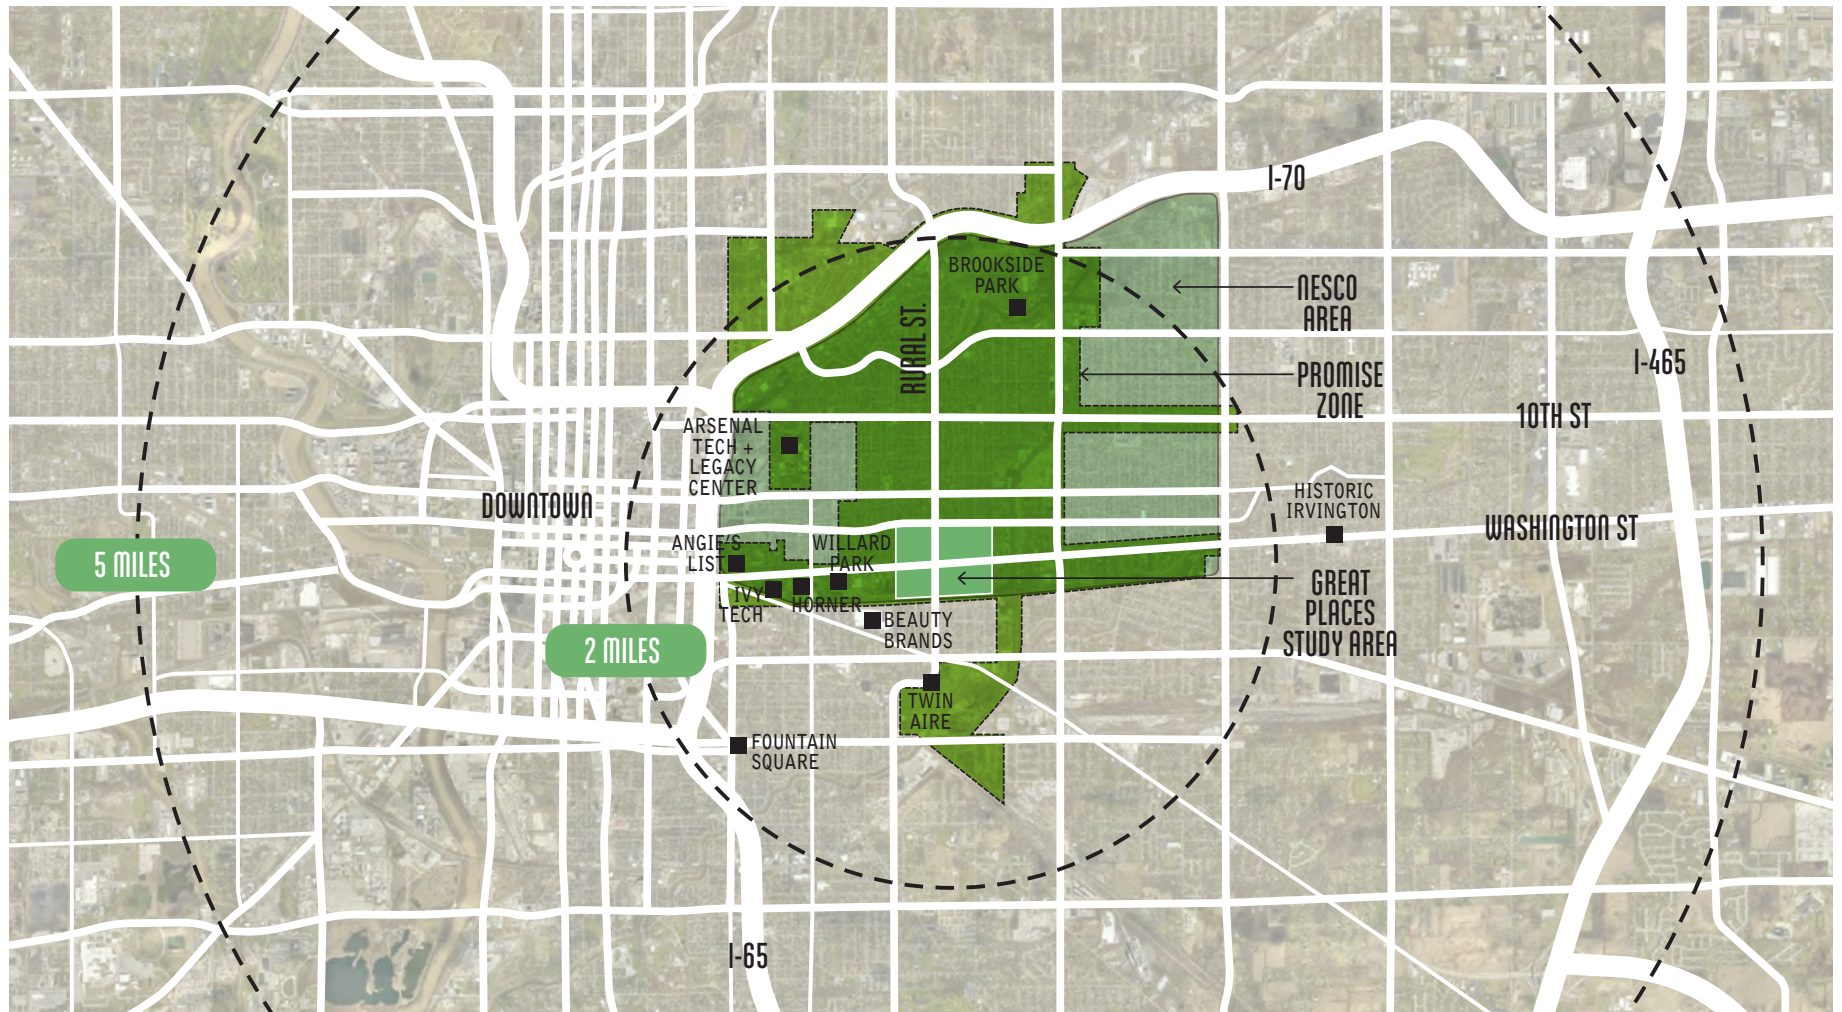 I-70
BROOKSIDE
PARK
NESCO
AREA
RURAL ST.
I-465
PROMISE
ZONE
10TH ST
ARSENAL
TECH +
LEGACY
CENTER
DOWNTOWN
HISTORIC
IRVINGTON
WASHINGTON ST
5 MILES
ANGIE'S
LIST
WILLARD
PARK
IVY
TECH
HORNER
GREAT
PLACES
STUDY AREA
BEAUTY
BRANDS
2 MILES
TWIN
AIRE
FOUNTAIN
SQUARE
I-65